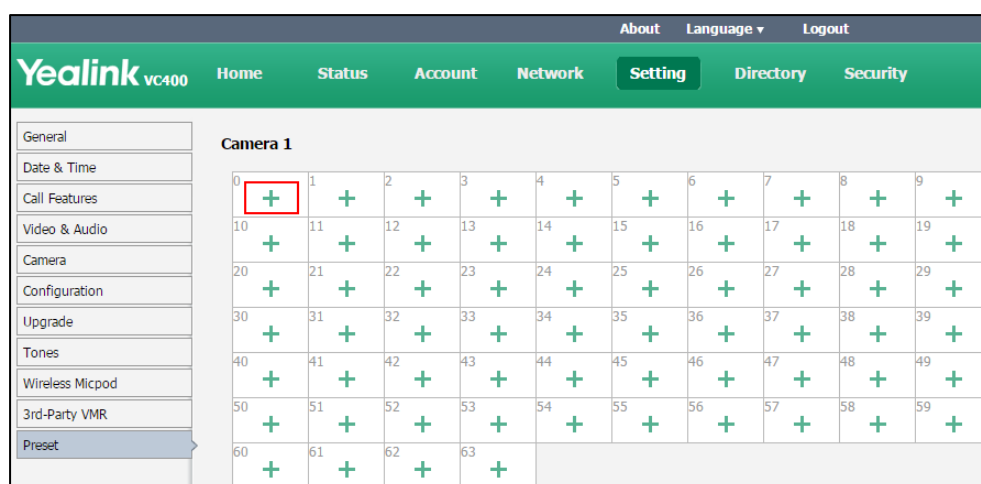 About Language ▾ Logout
Yealink VC400 Home Status Account Network Setting Directory Security
General
Date & Time
Call Features
Video & Audio
Camera
Configuration
Upgrade
Tones
Wireless Micpod
3rd-Party VMR
Preset
Camera 1
0 1 2 3 4 5 6 7 8 9
10 11 12 13 14 15 16 17 18 19
20 21 22 23 24 25 26 27 28 29
30 31 32 33 34 35 36 37 38 39
40 41 42 43 44 45 46 47 48 49
50 51 52 53 54 55 56 57 58 59
60 61 62 63